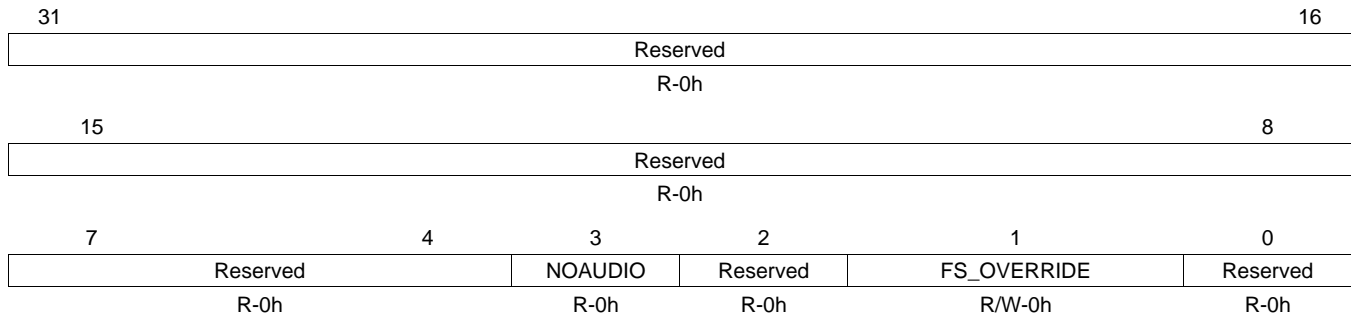 31 16
Reserved
R-0h
15 8
Reserved
R-0h
7 4 3 2 1 0
Reserved NOAUDIO Reserved FS_OVERRIDE Reserved
R-0h R-0h R-0h R/W-0h R-0h